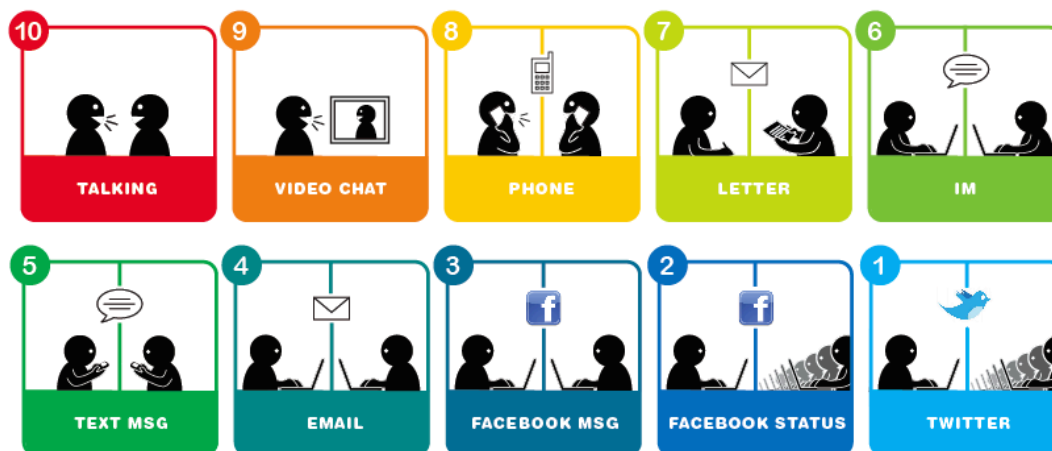 10 9 8 7 6
TALKING VIDEO CHAT PHONE LETTER IM
5 4 3 2 1
f f
TEXT MSG EMAIL FACEBOOK MSG FACEBOOK STATUS TWITTER